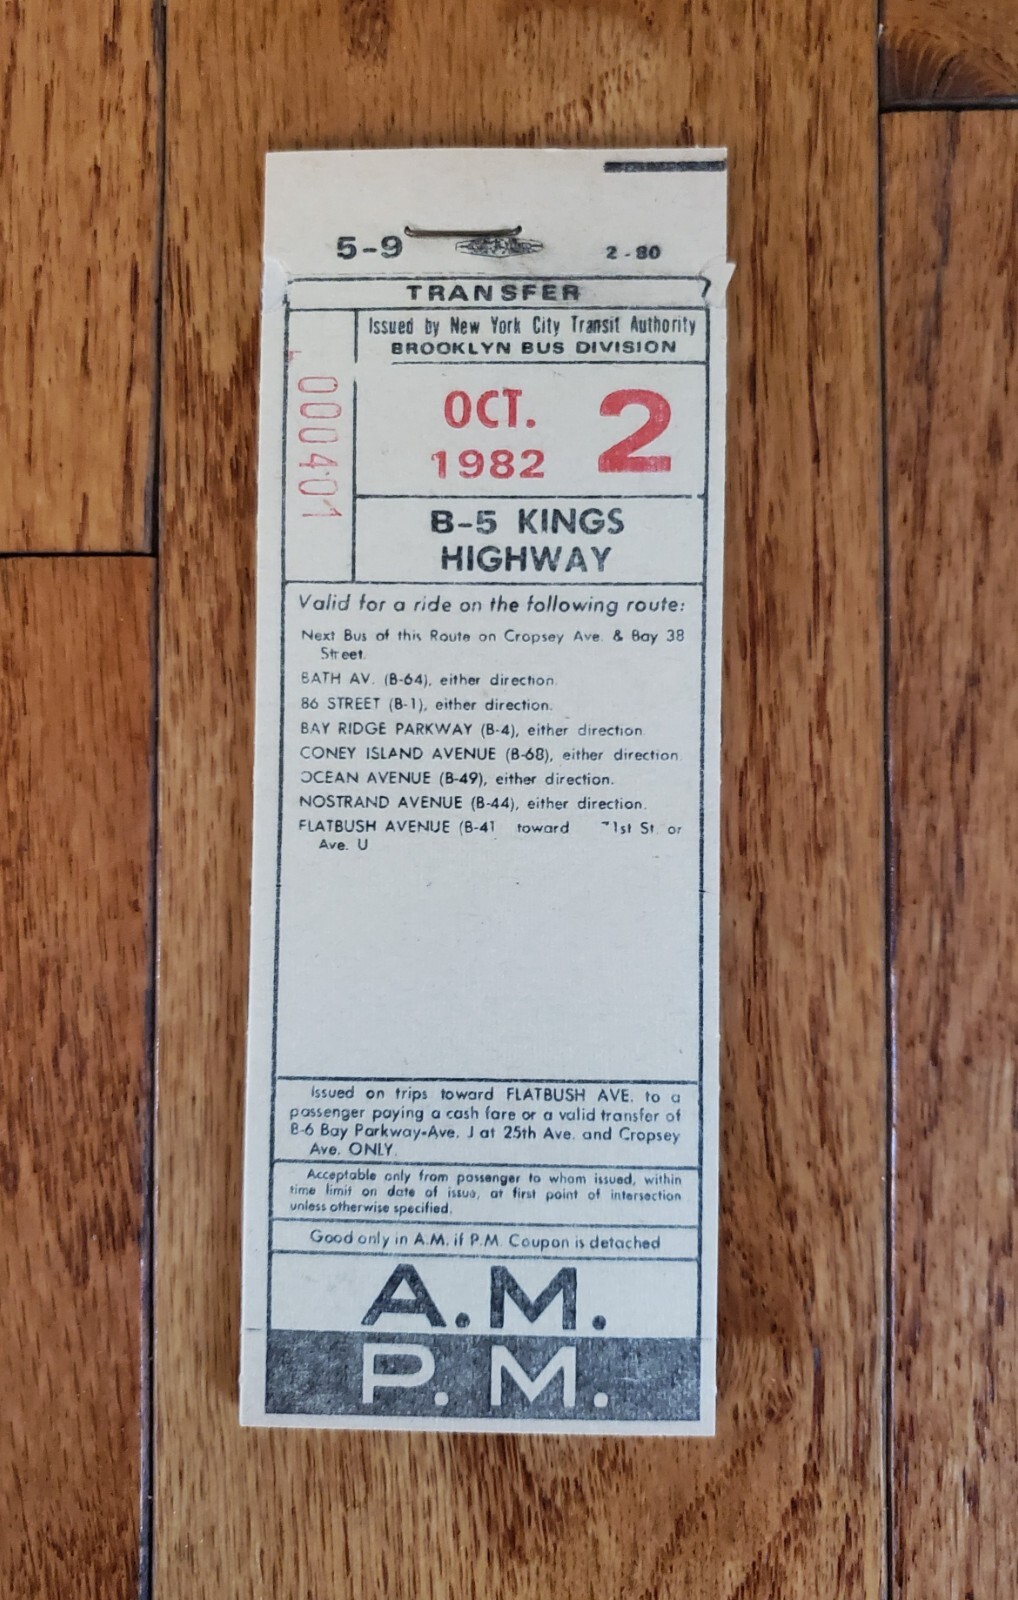 5-9
2-80
TRANSFER
Issued by New York City Transit Authority
BROOKLYN BUS DIVISION
000401
OCT. 2
1982
B-5 KINGS
HIGHWAY
Valid for a ride on the following route:
Next Bus of this Route on Cropsey Ave. & Bay 38
Street.
BATH AV. (B-64), either direction.
86 STREET (B-1), either direction.
BAY RIDGE PARKWAY (B-4), either direction
CONEY ISLAND AVENUE (B-68), either direction.
OCEAN AVENUE (B-49), either direction.
NOSTRAND AVENUE (B-44), either direction.
FLATBUSH AVENUE (B-41 toward 71st St. or
Ave. U
Issued on trips toward FLATBUSH AVE. to a
passenger paying a cash fare or a valid transfer of
B-6 Bay Parkway-Ave. J at 25th Ave. and Cropsey
Ave. ONLY.
Acceptable only from passenger to whom issued, within
time limit on date of issue, at first point of intersection
unless otherwise specified.
Good only in A.M. if P.M. Coupon is detached
A.M.
P.M.